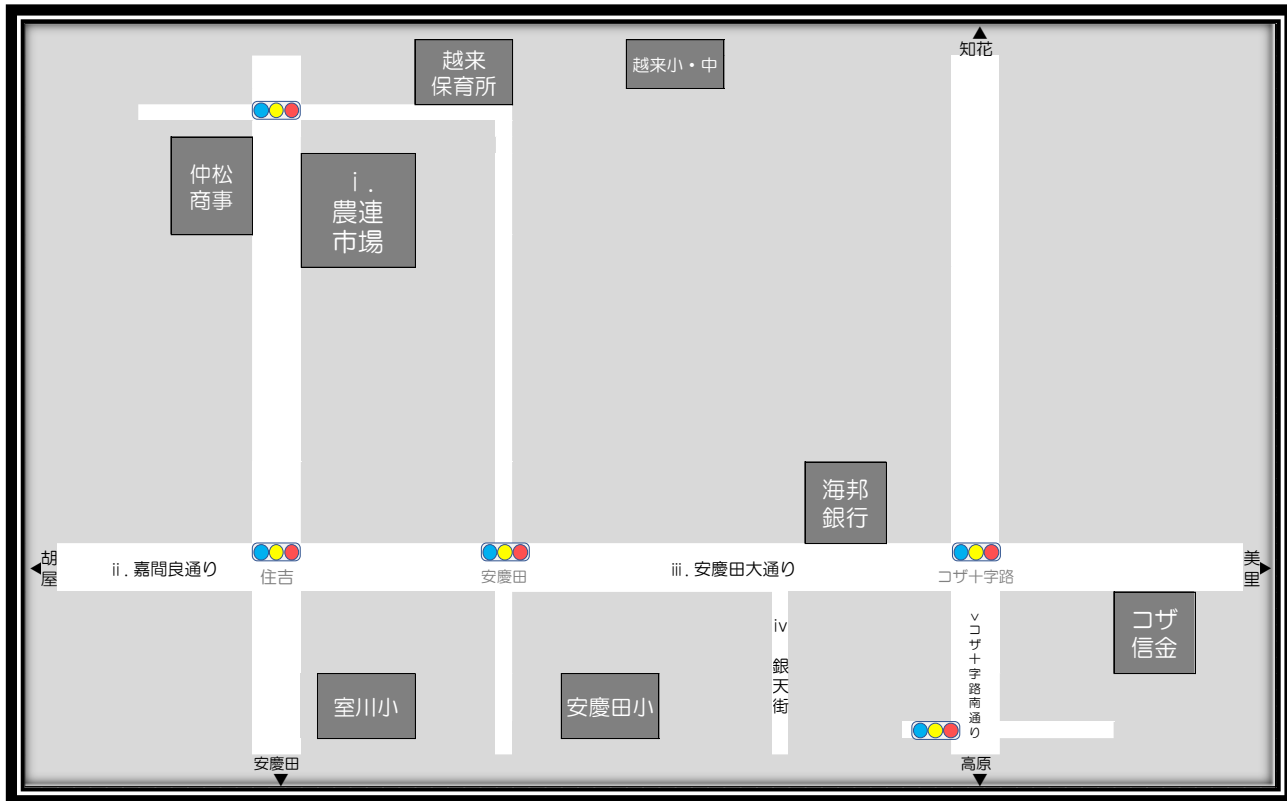 知花
越来
保育所
越来小・中
仲松
商事
ⅰ.
農連
市場
海邦
銀行
胡屋
ⅱ. 嘉間良通り
住吉
安慶田
ⅲ. 安慶田大通り
コザ十字路
美里
ⅳ 銀天街
>コザ十字路南通り
コザ
信金
室川小
安慶田小
安慶田
高原